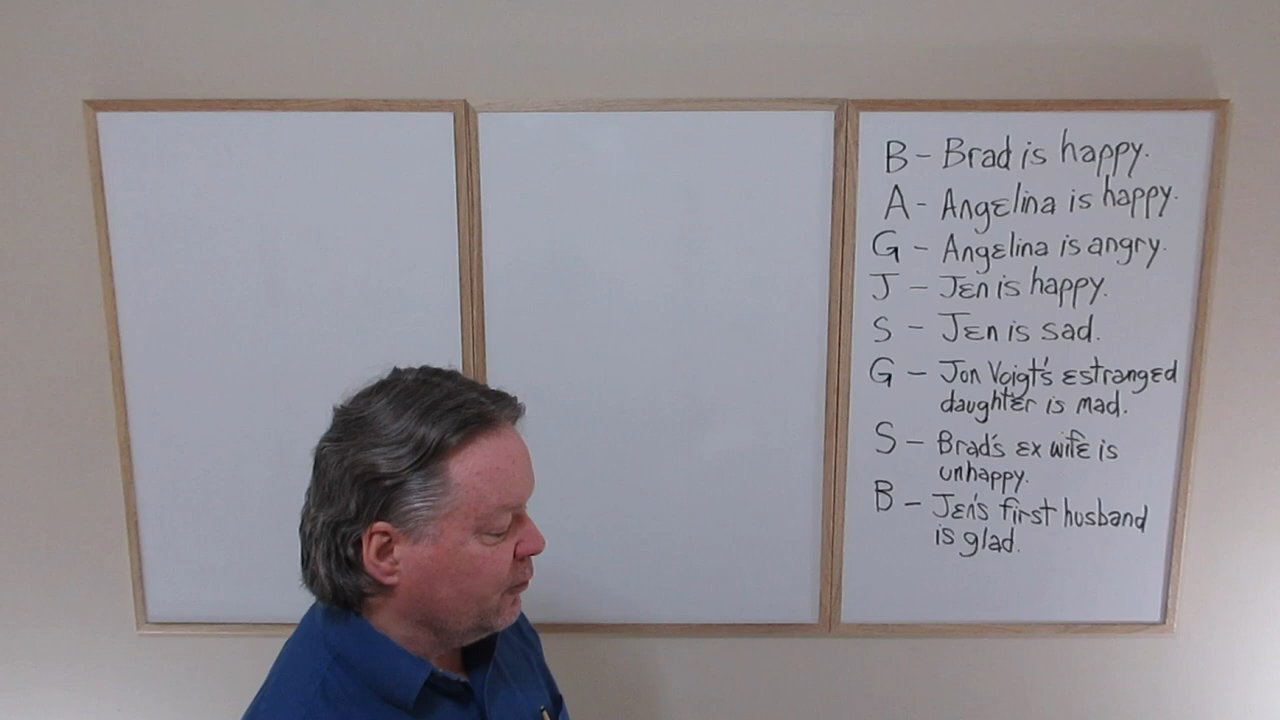 B - Brad is happy.
A - Angelina is happy.
G - Angelina is angry.
J - Jen is happy.
S - Jen is sad.
G - Jon Voigt's estranged
daughter is mad.
S - Brad's ex wife is
unhappy.
B - Jen's first husband
is glad.